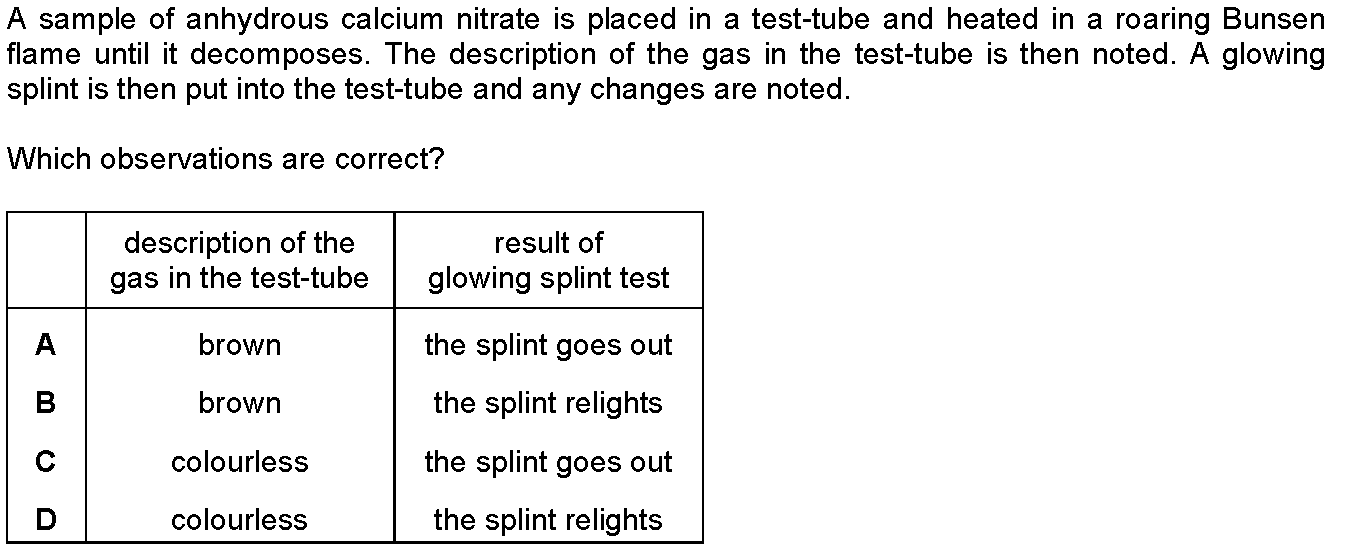 A sample of anhydrous calcium nitrate is placed in a test-tube and heated in a roaring Bunsen
flame until it decomposes. The description of the gas in the test-tube is then noted. A glowing
splint is then put into the test-tube and any changes are noted.
Which observations are correct?
description of the gas in the test-tube | result of glowing splint test
A brown the splint goes out
B brown the splint relights
C colourless the splint goes out
D colourless the splint relights